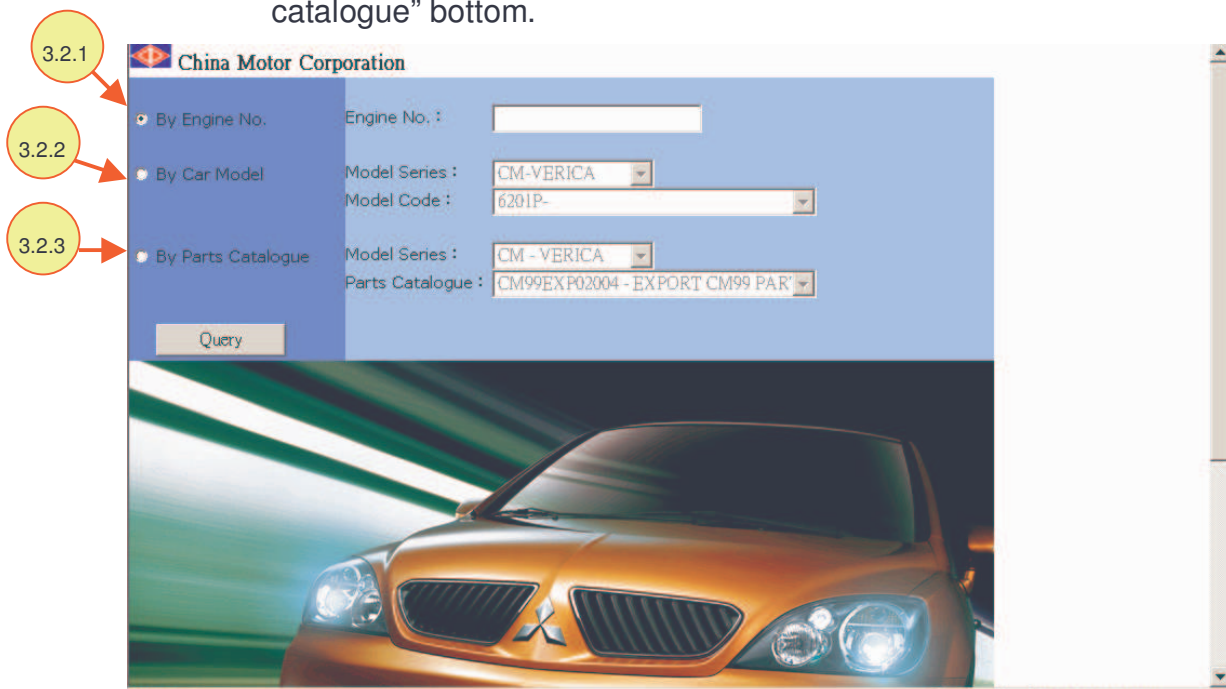 catalogue” bottom.
3.2.1
China Motor Corporation
By Engine No.
Engine No. :
3.2.2
By Car Model
Model Series :
CM-VERICA
Model Code :
6201P-
3.2.3
By Parts Catalogue
Model Series :
CM - VERICA
Parts Catalogue :
CM99EXP02004 - EXPORT CM99 PAR
Query